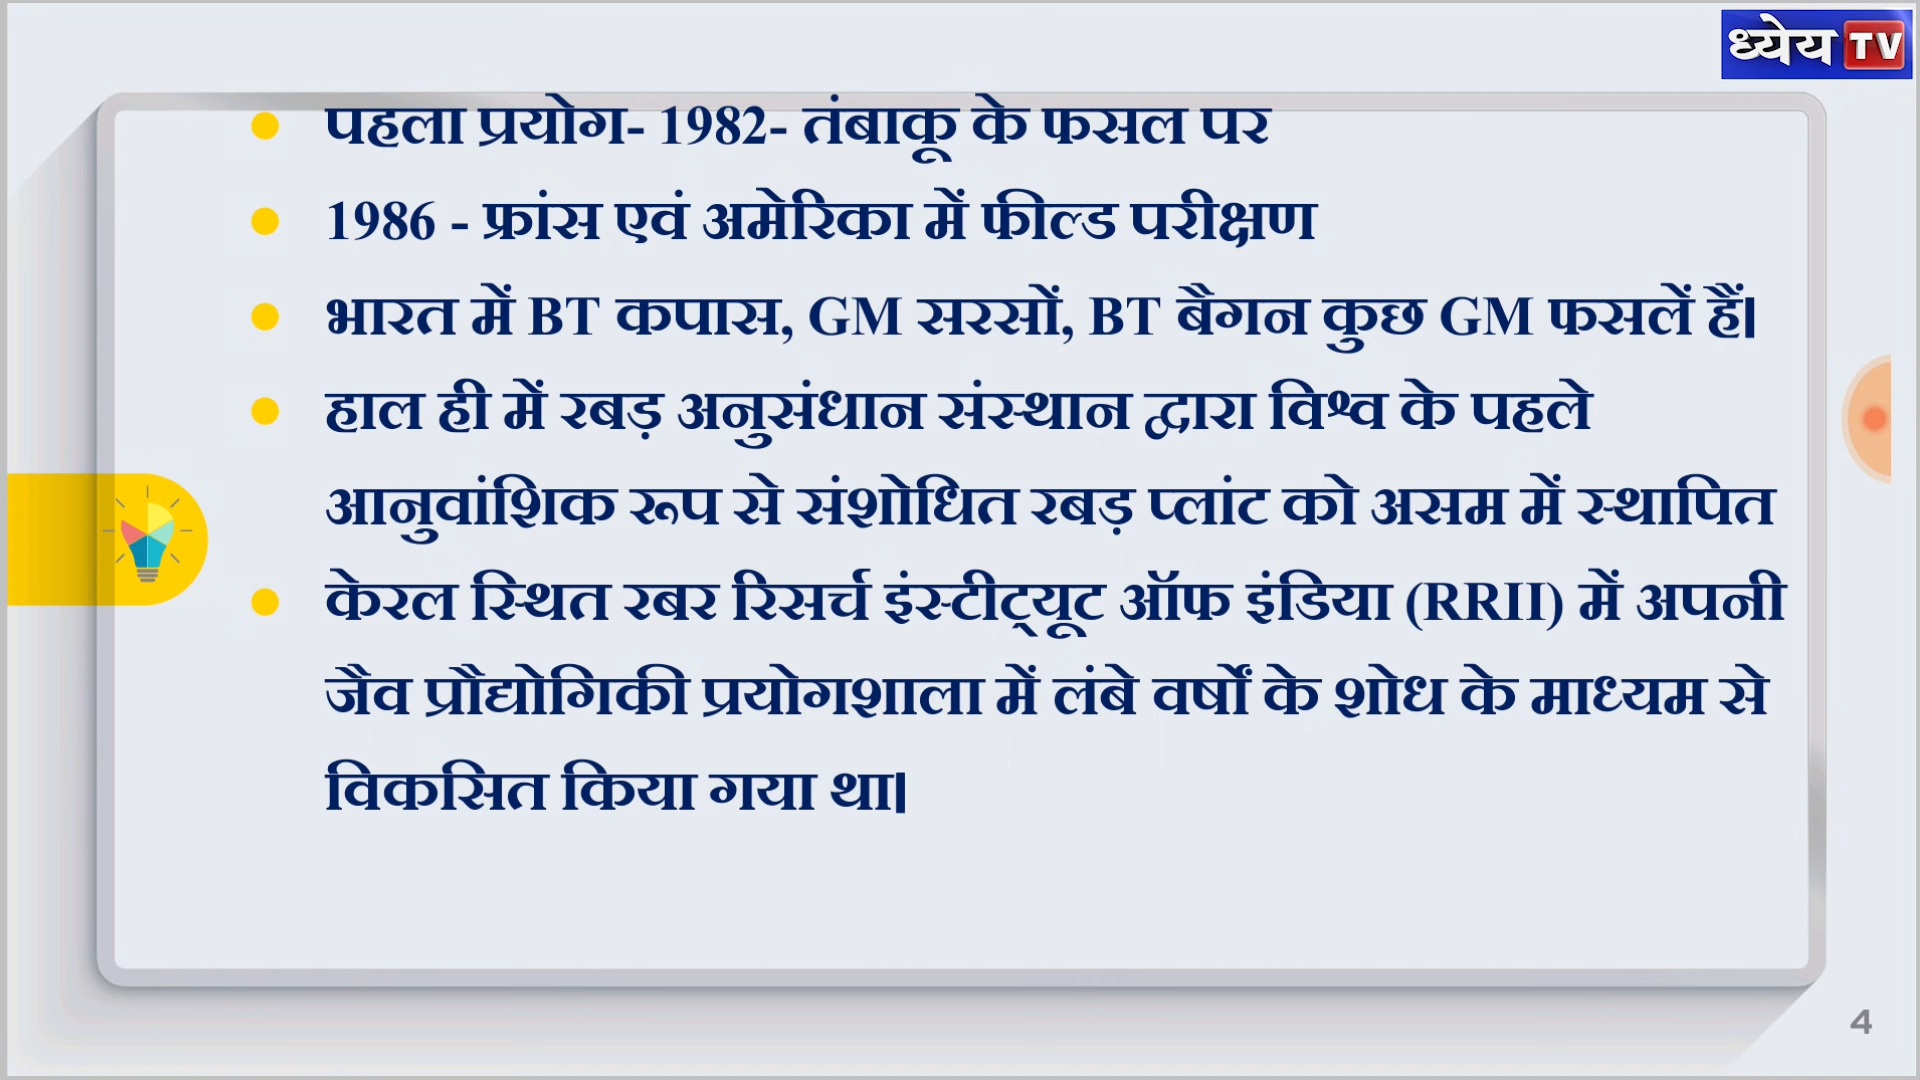 ध्येय TV
पहला प्रयोग- 1982- तंबाकू के फसल पर
1986 - फ्रांस एवं अमेरिका में फील्ड परीक्षण
भारत में BT कपास, GM सरसों, BT बैगन कुछ GM फसलें हैं।
हाल ही में रबड़ अनुसंधान संस्थान द्वारा विश्व के पहले
आनुवांशिक रूप से संशोधित रबड़ प्लांट को असम में स्थापित
केरल स्थित रबर रिसर्च इंस्टीट्यूट ऑफ इंडिया (RRII) में अपनी
जैव प्रौद्योगिकी प्रयोगशाला में लंबे वर्षों के शोध के माध्यम से
विकसित किया गया था।
4